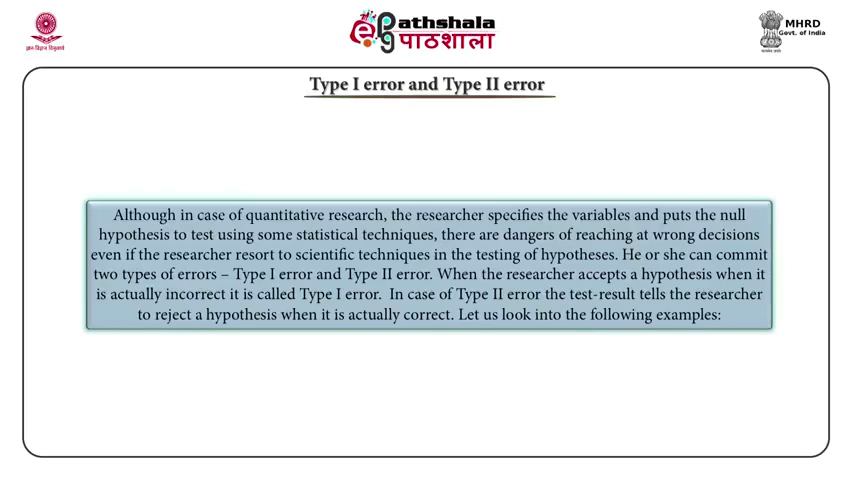 ePathshala
पाठशाला
MHRD
Govt. of India
Type I error and Type II error
Although in case of quantitative research, the researcher specifies the variables and puts the null
hypothesis to test using some statistical techniques, there are dangers of reaching at wrong decisions
even if the researcher resort to scientific techniques in the testing of hypotheses. He or she can commit
two types of errors – Type I error and Type II error. When the researcher accepts a hypothesis when it
is actually incorrect it is called Type I error. In case of Type II error the test-result tells the researcher
to reject a hypothesis when it is actually correct. Let us look into the following examples: